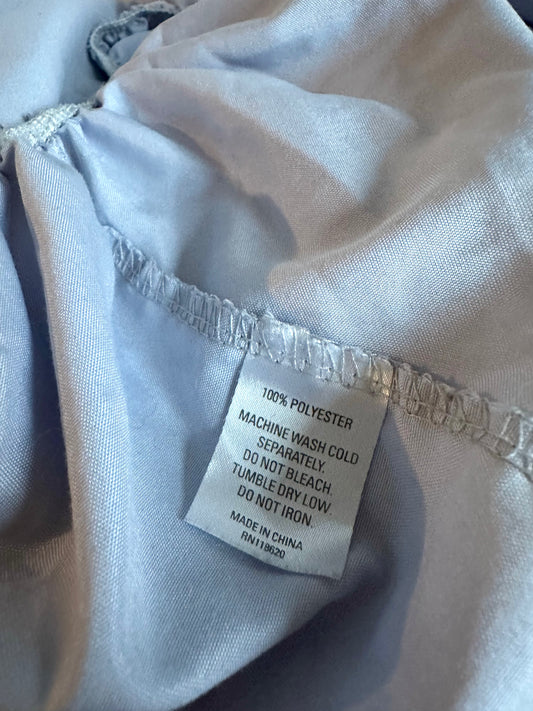 100% POLYESTER
MACHINE WASH COLD
SEPARATELY.
DO NOT BLEACH.
TUMBLE DRY LOW.
DO NOT IRON.
MADE IN CHINA
RN118620